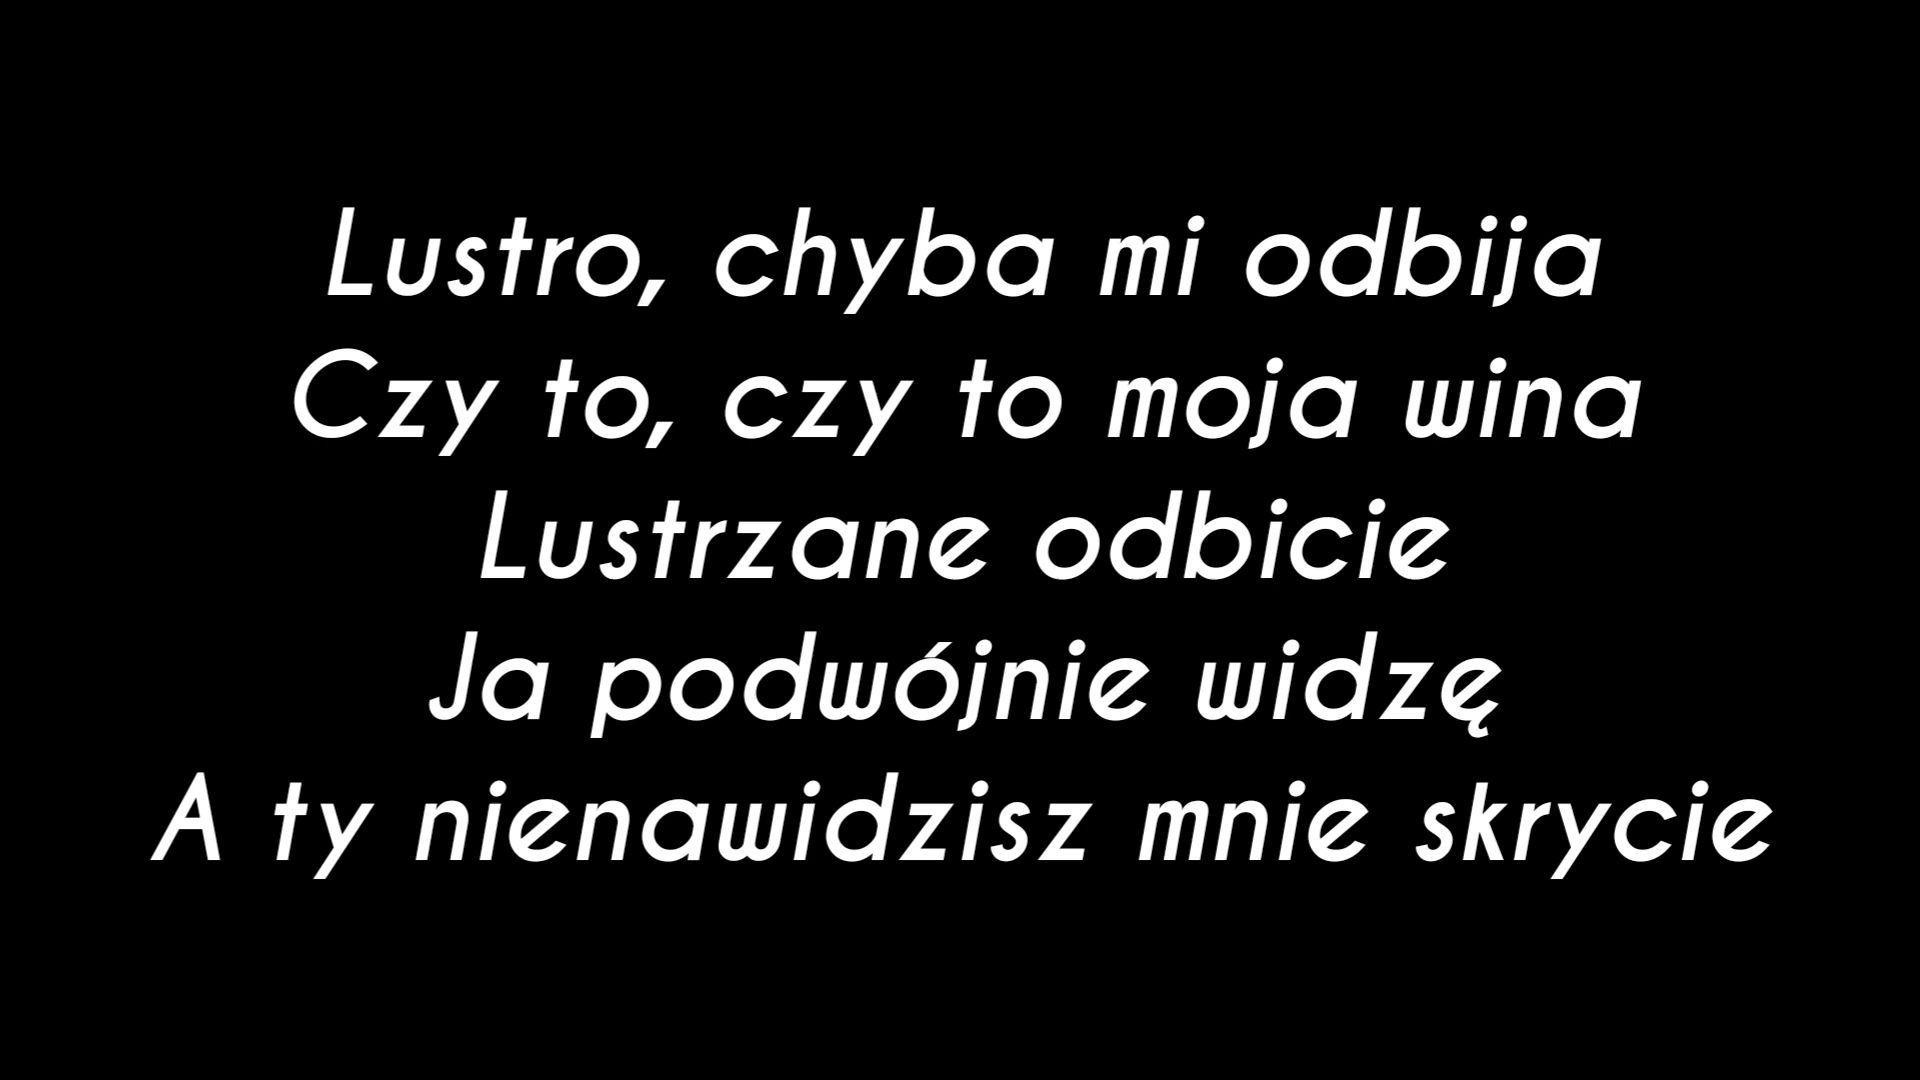 Lustro, chyba mi odbija
Czy to, czy to moja wina
Lustrzane odbicie
Ja podwójnie widzę
A ty nienawidzisz mnie skrycie